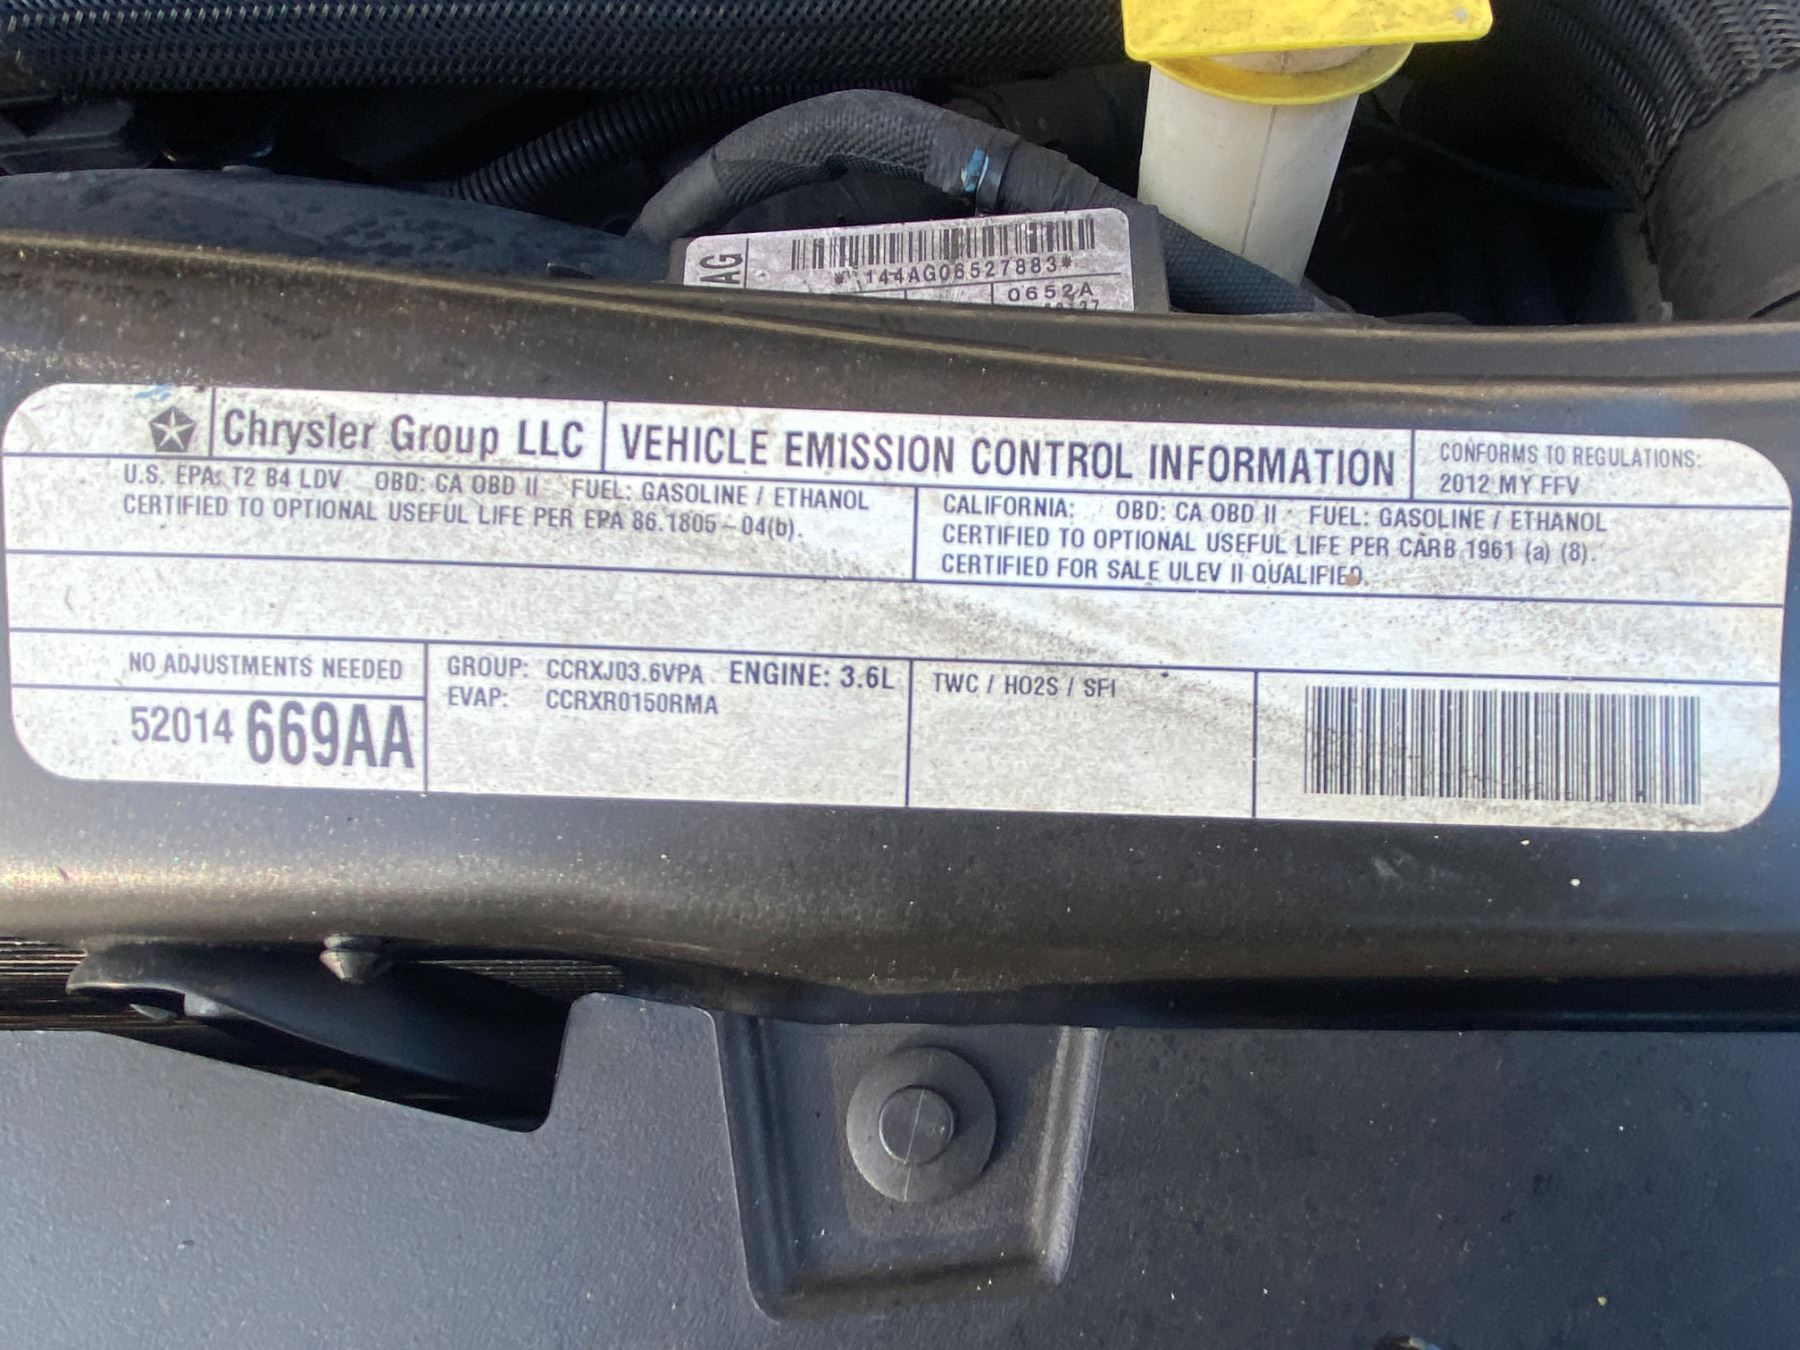 AG
*144AG06527883*
0652A
Chrysler Group LLC
VEHICLE EMISSION CONTROL INFORMATION
CONFORMS TO REGULATIONS:
2012 MY FFV
U.S. EPA: T2 B4 LDV OBD: CA OBD II FUEL: GASOLINE / ETHANOL
CERTIFIED TO OPTIONAL USEFUL LIFE PER EPA 86.1805-04(b).
CALIFORNIA: OBD: CA OBD II FUEL: GASOLINE / ETHANOL
CERTIFIED TO OPTIONAL USEFUL LIFE PER CARB 1961 (a) (8).
CERTIFIED FOR SALE ULEV II QUALIFIED.
NO ADJUSTMENTS NEEDED
52014 669AA
GROUP: CCRXJ03.6VPA ENGINE: 3.6L
EVAP: CCRXR0150RMA
TWC / HO2S / SFI